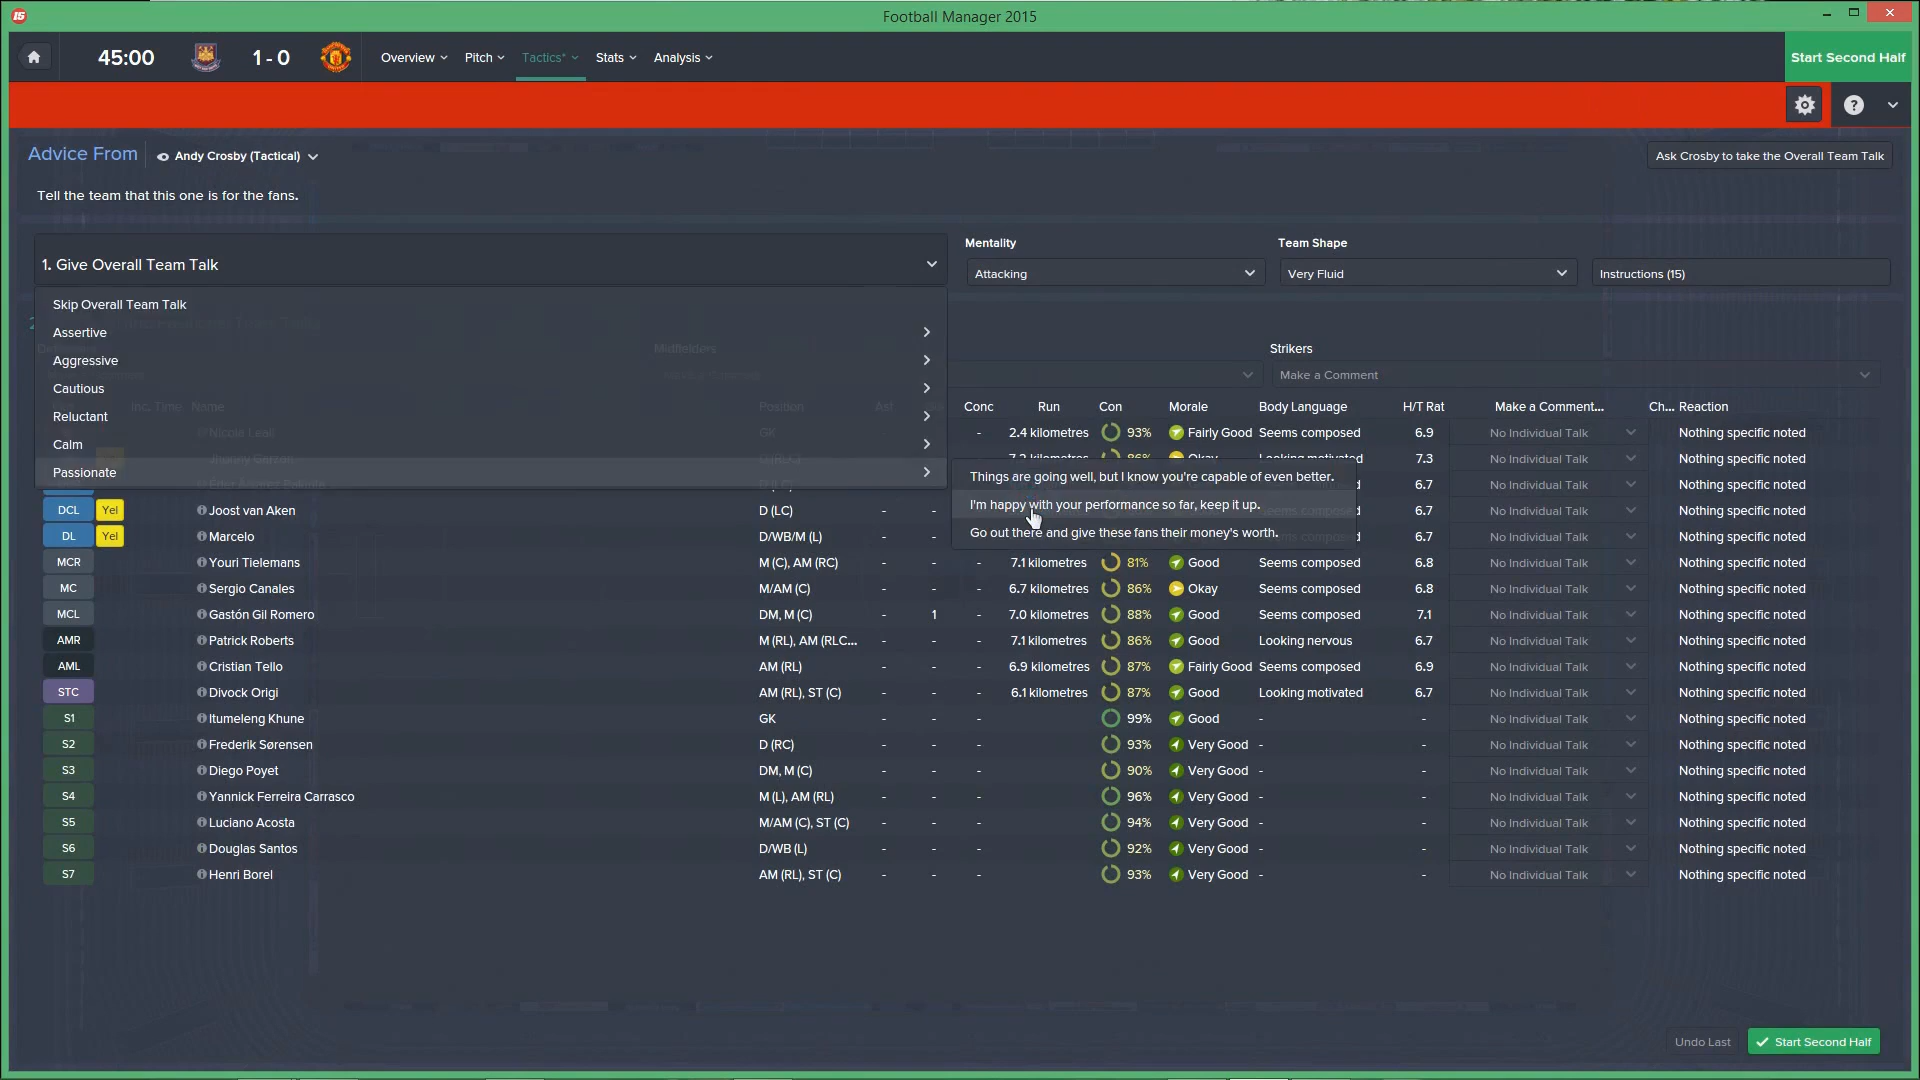 Football Manager 2015
45:00 1 - 0 Overview Pitch Tactics* Stats Analysis Start Second Half
Advice From Andy Crosby (Tactical) Ask Crosby to take the Overall Team Talk
Tell the team that this one is for the fans.
Mentality Team Shape
1. Give Overall Team Talk Attacking Very Fluid Instructions (15)
Skip Overall Team Talk
Assertive
Midfielders Strikers
Aggressive
Make a Comment
Cautious
Inc. Time Name Position Conc Run Con Morale Body Language H/T Rat Make a Comment... Ch... Reaction
Reluctant
Nicola Leali GK - 2.4 kilometres 93% Fairly Good Seems composed 6.9 No Individual Talk Nothing specific noted
Calm
7.3 No Individual Talk Nothing specific noted
Passionate
Things are going well, but I know you're capable of even better.
6.7 No Individual Talk Nothing specific noted
I'm happy with your performance so far, keep it up.
DCL Yel Joost van Aken D (LC) - - 6.7 No Individual Talk Nothing specific noted
Go out there and give these fans their money's worth.
DL Yel Marcelo D/WB/M (L) - - 6.7 No Individual Talk Nothing specific noted
MCR Youri Tielemans M (C), AM (RC) - - - 7.1 kilometres 81% Good Seems composed 6.8 No Individual Talk Nothing specific noted
MC Sergio Canales M/AM (C) - - - 6.7 kilometres 86% Okay Seems composed 6.8 No Individual Talk Nothing specific noted
MCL Gastón Gil Romero DM, M (C) - 1 - 7.0 kilometres 88% Good Seems composed 7.1 No Individual Talk Nothing specific noted
AMR Patrick Roberts M (RL), AM (RLC... - - - 7.1 kilometres 86% Good Looking nervous 6.7 No Individual Talk Nothing specific noted
AML Cristian Tello AM (RL) - - - 6.9 kilometres 87% Fairly Good Seems composed 6.9 No Individual Talk Nothing specific noted
STC Divock Origi AM (RL), ST (C) - - - 6.1 kilometres 87% Good Looking motivated 6.7 No Individual Talk Nothing specific noted
S1 Itumeleng Khune GK - - - 99% Good - - No Individual Talk Nothing specific noted
S2 Frederik Sørensen D (RC) - - - 93% Very Good - - No Individual Talk Nothing specific noted
S3 Diego Poyet DM, M (C) - - - 90% Very Good - - No Individual Talk Nothing specific noted
S4 Yannick Ferreira Carrasco M (L), AM (RL) - - - 96% Very Good - - No Individual Talk Nothing specific noted
S5 Luciano Acosta M/AM (C), ST (C) - - - 94% Very Good - - No Individual Talk Nothing specific noted
S6 Douglas Santos D/WB (L) - - - 92% Very Good - - No Individual Talk Nothing specific noted
S7 Henri Borel AM (RL), ST (C) - - - 93% Very Good - - No Individual Talk Nothing specific noted
Undo Last Start Second Half